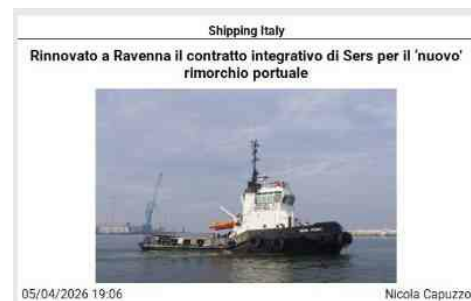 Shipping Italy
Rinnovato a Ravenna il contratto integrativo di Sers per il ‘nuovo’
rimorchio portuale
05/04/2026 19:06
Nicola Capuzzo